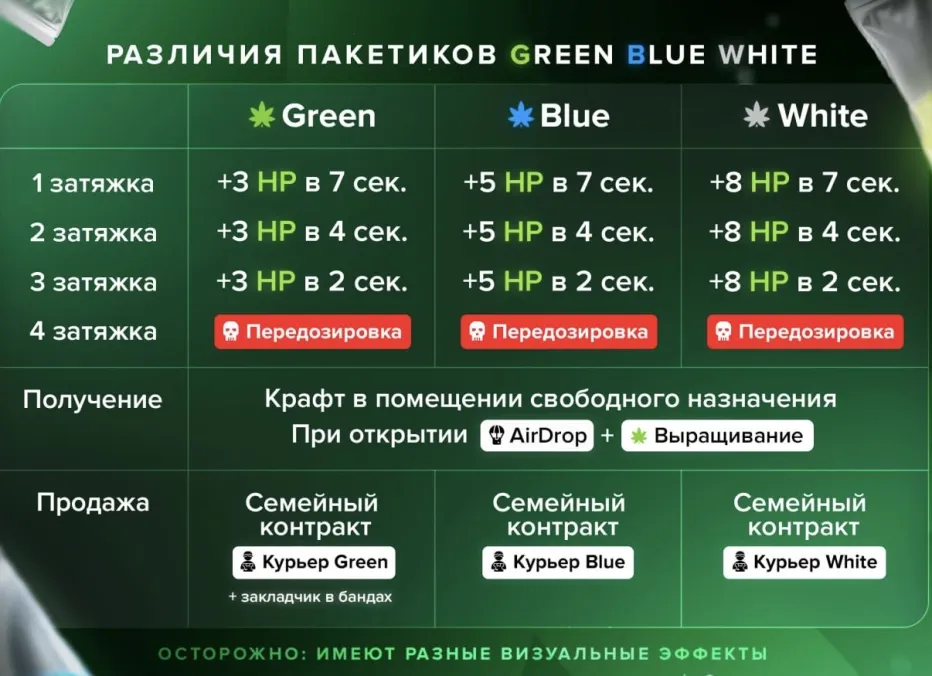 РАЗЛИЧИЯ ПАКЕТИКОВ GREEN BLUE WHITE
Green Blue White
1 затяжка +3 HP в 7 сек. +5 HP в 7 сек. +8 HP в 7 сек.
2 затяжка +3 HP в 4 сек. +5 HP в 4 сек. +8 HP в 4 сек.
3 затяжка +3 HP в 2 сек. +5 HP в 2 сек. +8 HP в 2 сек.
4 затяжка Передозировка Передозировка Передозировка
Получение Крафт в помещении свободного назначения
При открытии AirDrop + Выращивание
Продажа Семейный Семейный Семейный
контракт контракт контракт
Курьер Green Курьер Blue Курьер White
+ закладчик в бандах
ОСТОРОЖНО: ИМЕЮТ РАЗНЫЕ ВИЗУАЛЬНЫЕ ЭФФЕКТЫ